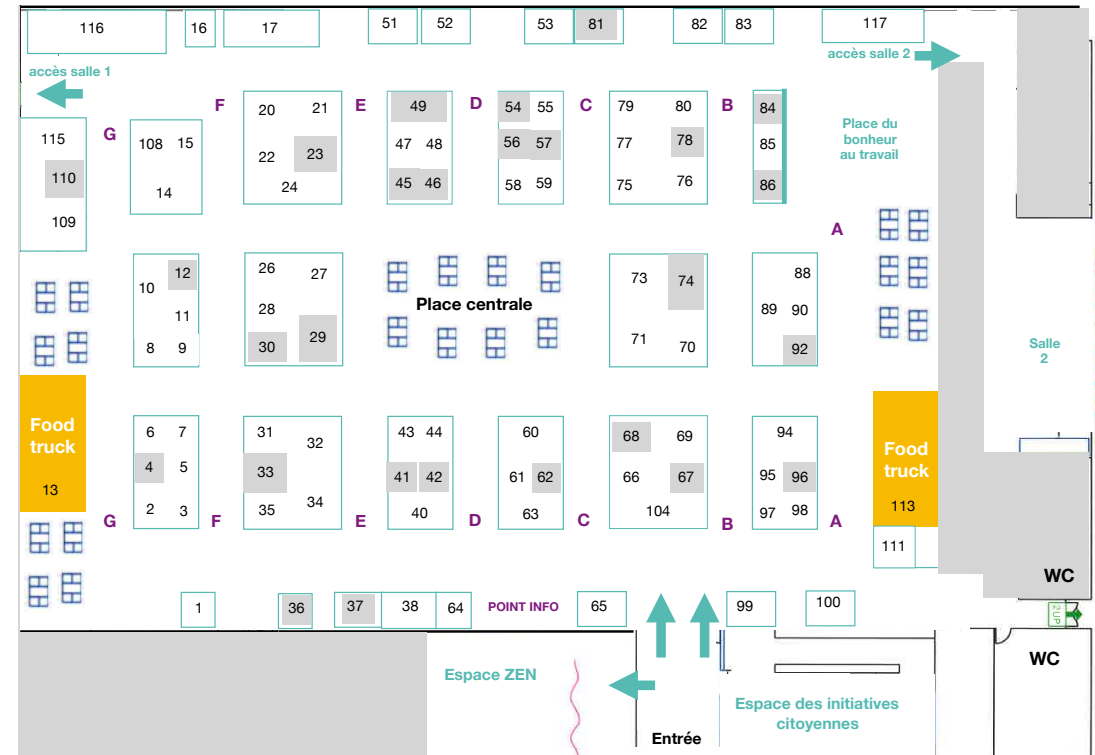 116
16
17
51
52
53
81
82
83
117
accès salle 1
accès salle 2
G
F
E
D
C
B
115
110
109
108 15
14
20 21
22 23
24
49
47 48
45 46
54 55
56 57
58 59
79 80
77 78
75 76
84
85
86
Place du
bonheur
au travail
A
10 12
11
8 9
26 27
28
30 29
Place centrale
73 74
71 70
88
89 90
92
Salle
2
Food
truck
13
6 7
4 5
2 3
31 32
33
35 34
43 44
41 42
40
60
61 62
63
68 69
66 67
104
94
95 96
97 98
Food
truck
113
111
G
F
E
D
C
B
A
1
36
37
38
64
POINT INFO
65
99
100
WC
2 UP
WC
Espace ZEN
Entrée
Espace des initiatives
citoyennes